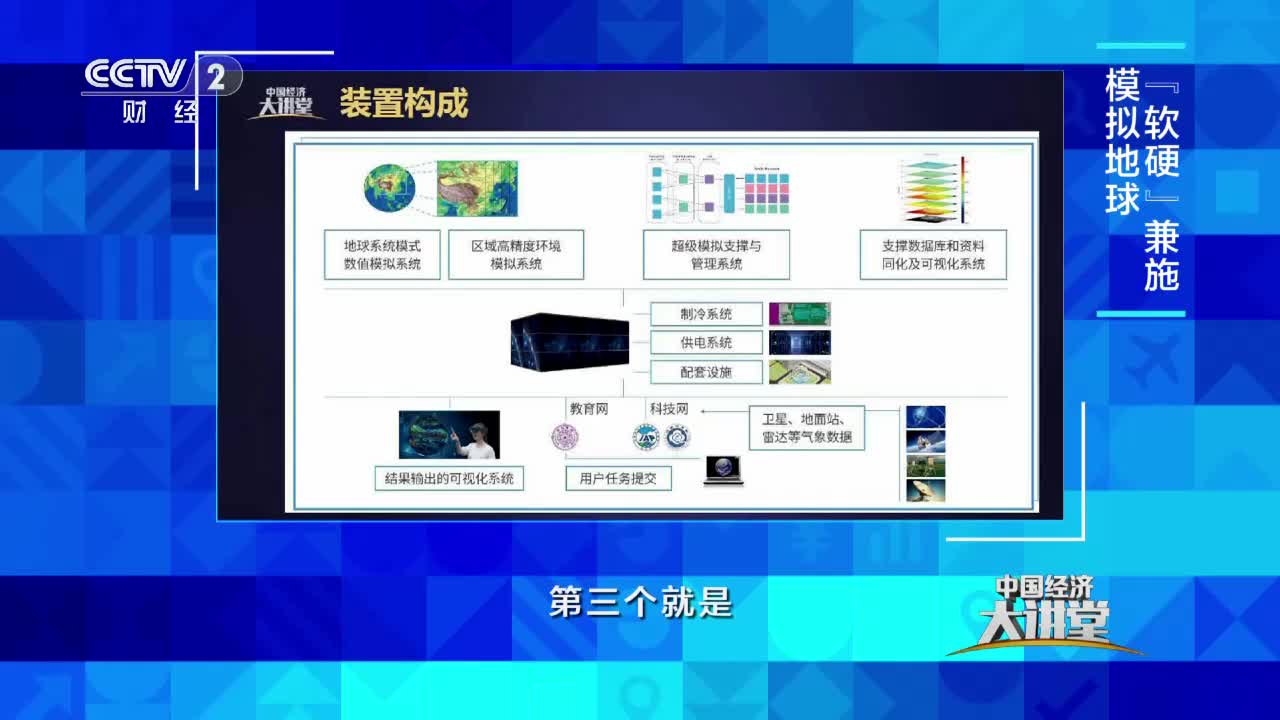 CCTV 2
财经
中国经济
大讲堂
装置构成
『软硬』兼施
模拟地球
地球系统模式
数值模拟系统
区域高精度环境
模拟系统
超级模拟支撑与
管理系统
支撑数据库和资料
同化及可视化系统
制冷系统
供电系统
配套设施
教育网
科技网
卫星、地面站、
雷达等气象数据
结果输出的可视化系统
用户任务提交
第三个就是
中国经济
大讲堂